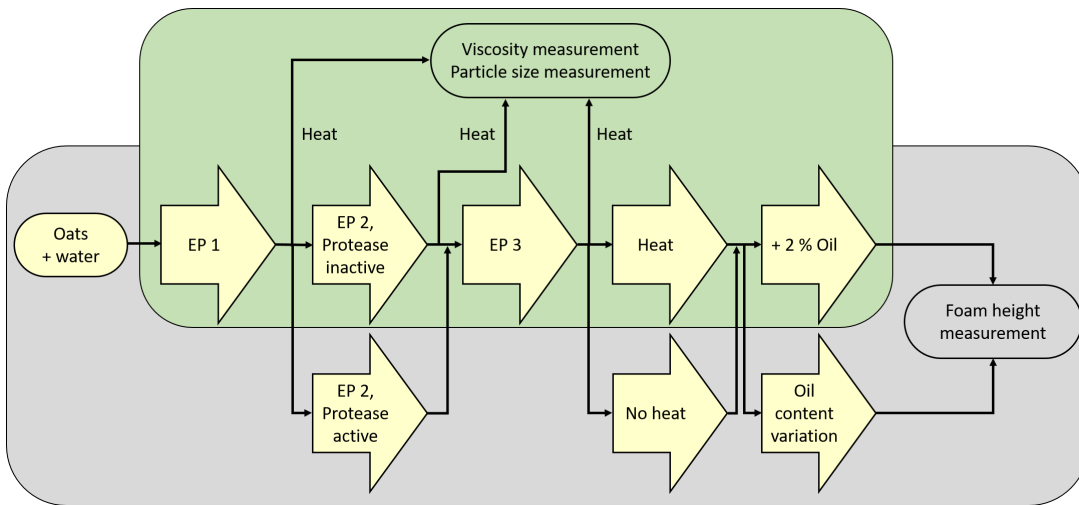 Viscosity measurement
Particle size measurement
Heat
Heat
Heat
Oats
+ water
EP 1
EP 2,
Protease
inactive
EP 3
Heat
+ 2 % Oil
Foam height
measurement
EP 2,
Protease
active
No heat
Oil
content
variation